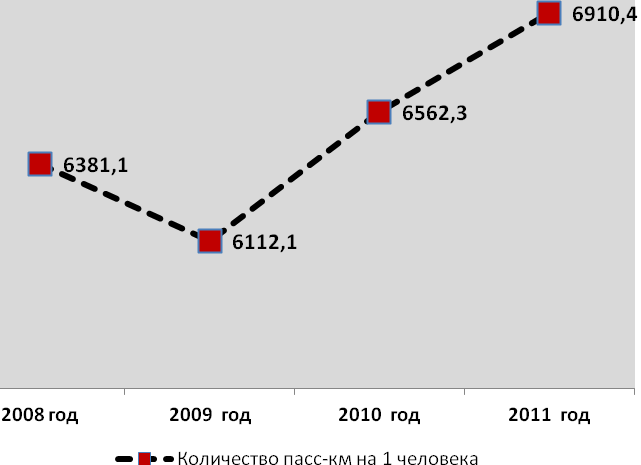 6910,4
6562,3
6381,1
6112,1
2008 год 2009 год 2010 год 2011 год
Количество пасс-км на 1 человека